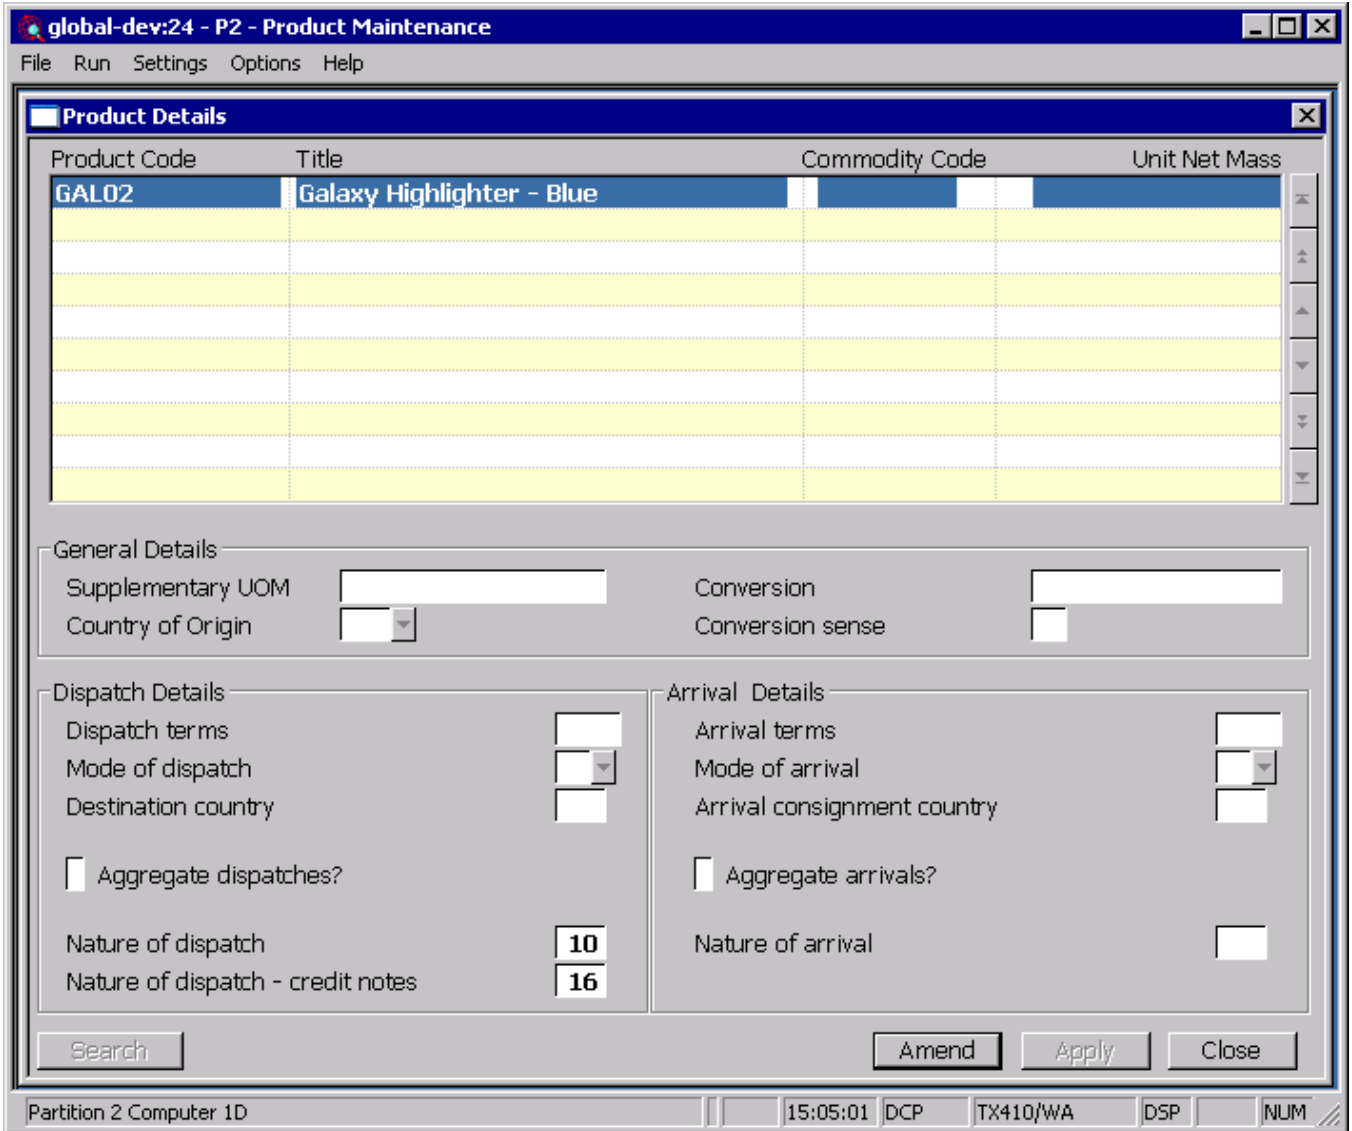 global-dev:24 - P2 - Product Maintenance
File Run Settings Options Help
Product Details
Product Code Title Commodity Code Unit Net Mass
GAL02 Galaxy Highlighter - Blue
General Details
Supplementary UOM Conversion
Country of Origin Conversion sense
Dispatch Details Arrival Details
Dispatch terms Arrival terms
Mode of dispatch Mode of arrival
Destination country Arrival consignment country
Aggregate dispatches? Aggregate arrivals?
Nature of dispatch 10 Nature of arrival
Nature of dispatch - credit notes 16
Search Amend Apply Close
Partition 2 Computer 1D 15:05:01 DCP TX410/WA DSP NUM